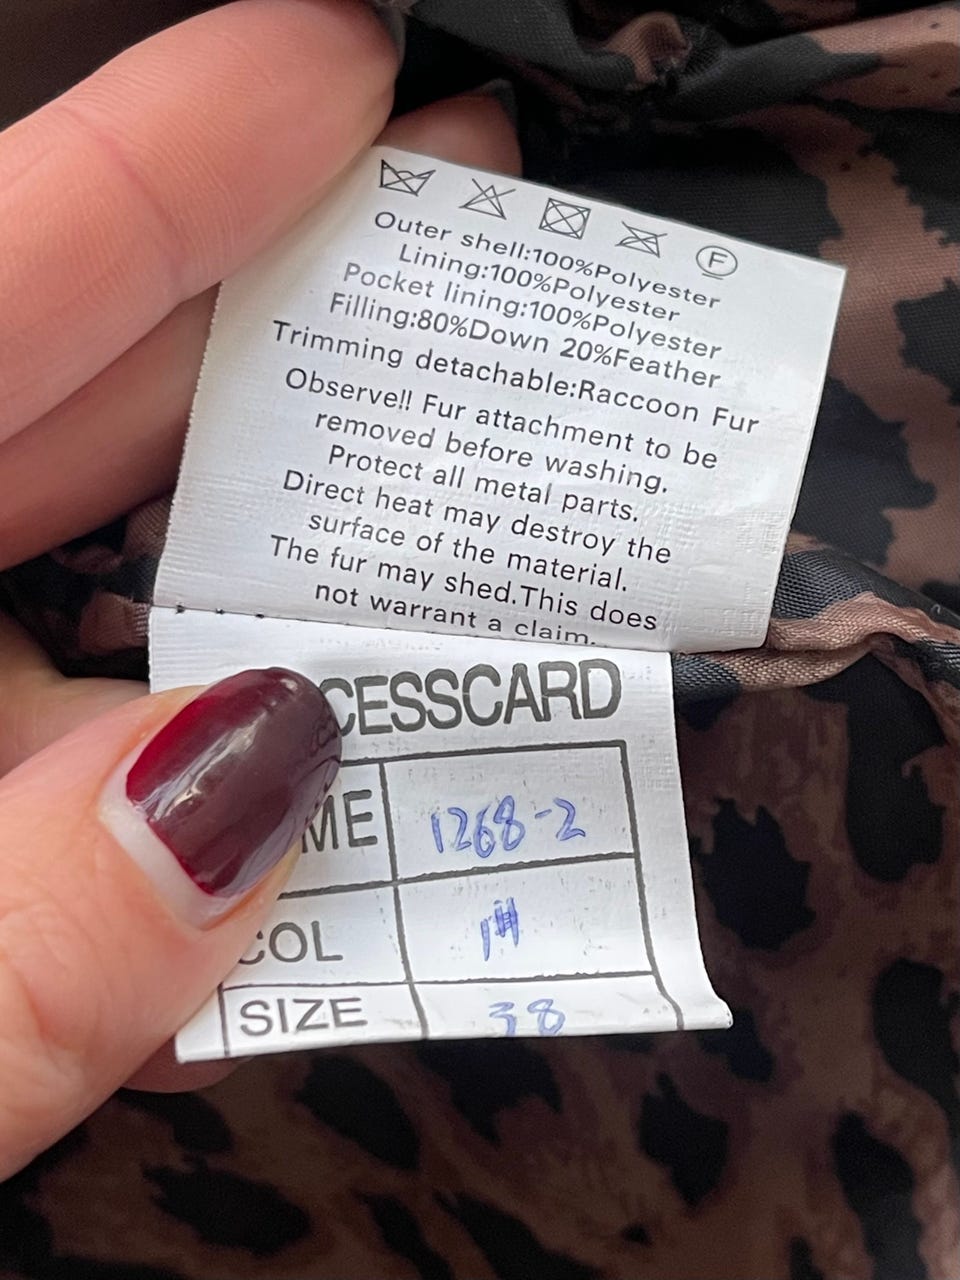 F
Outer shell:100%Polyester
Lining:100%Polyester
Pocket lining:100%Polyester
Filling:80%Down 20%Feather
Trimming detachable:Raccoon Fur
Observe!! Fur attachment to be
removed before washing.
Protect all metal parts.
Direct heat may destroy the
surface of the material.
The fur may shed.This does
not warrant a claim.
CESSCARD
ME 1268-2
COL 1#
SIZE 38